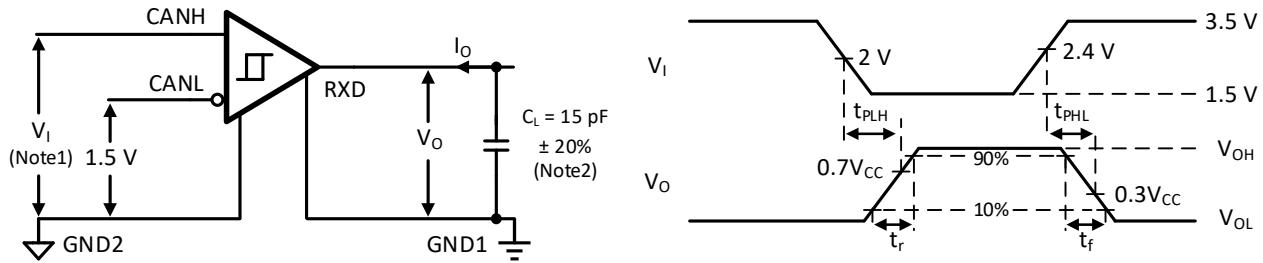 CANH
CANL
RXD
I_O
V_I
(Note1)
1.5 V
V_O
C_L = 15 pF
± 20%
(Note2)
GND2
GND1
V_I
2 V
2.4 V
3.5 V
1.5 V
t_PLH
t_PHL
V_O
0.7V_CC
90%
10%
0.3V_CC
V_OH
V_OL
t_r
t_f